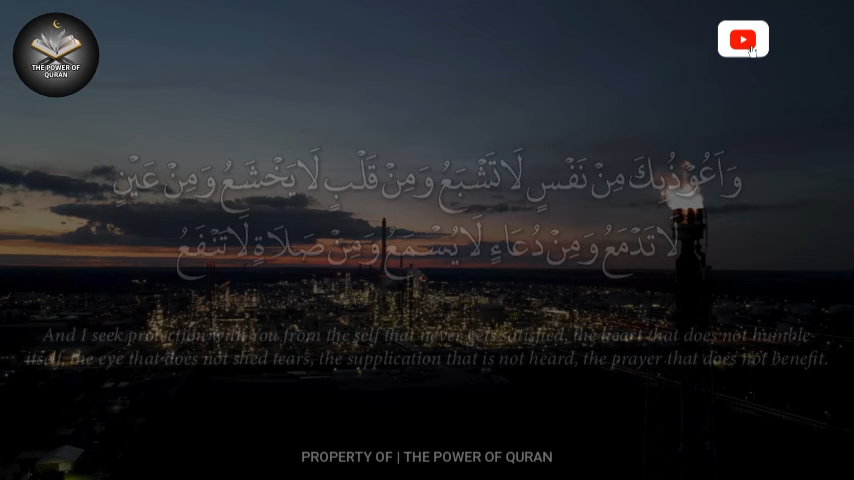 THE POWER OF
QURAN
وَاَعُوْذُبِكَ مِنْ نَفْسٍ لَا تَشْبَعُ وَمِنْ قَلْبٍ لَا يَخْشَعُ وَمِنْ عَيْنٍ
لَا تَدْمَعُ وَمِنْ دُعَاءٍ لَا يُسْمَعُ وَمِنْ صَلَاةٍ لَا تَنْفَعُ
And I seek protection with you from the self that never gets satisfied, the heart that does not humble
itself, the eye that does not shed tears, the supplication that is not heard, the prayer that does not benefit.
PROPERTY OF | THE POWER OF QURAN